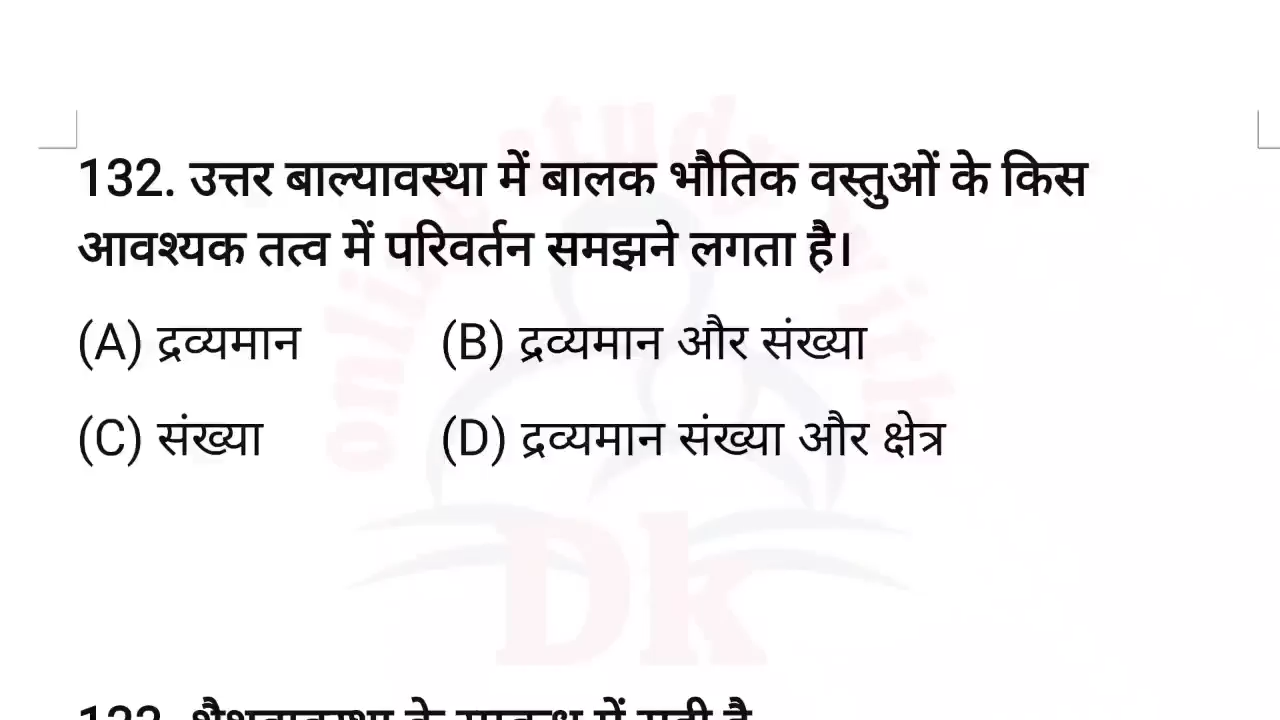 132. उत्तर बाल्यावस्था में बालक भौतिक वस्तुओं के किस
आवश्यक तत्व में परिवर्तन समझने लगता है।
(A) द्रव्यमान (B) द्रव्यमान और संख्या
(C) संख्या (D) द्रव्यमान संख्या और क्षेत्र
Dk